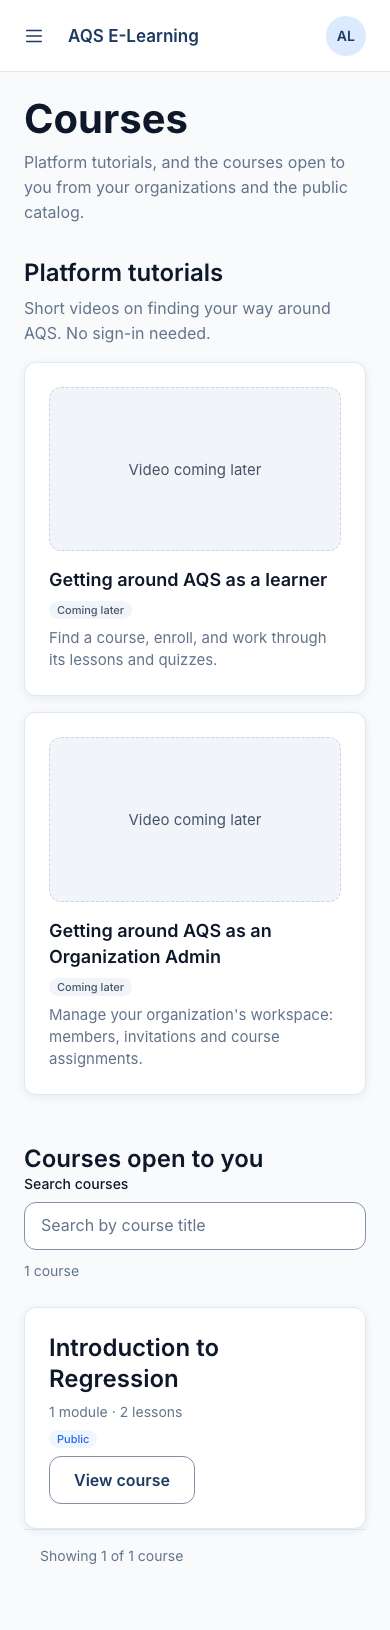 AQS E-Learning
AL
Courses
Platform tutorials, and the courses open to
you from your organizations and the public
catalog.
Platform tutorials
Short videos on finding your way around
AQS. No sign-in needed.
Video coming later
Getting around AQS as a learner
Coming later
Find a course, enroll, and work through
its lessons and quizzes.
Video coming later
Getting around AQS as an
Organization Admin
Coming later
Manage your organization's workspace:
members, invitations and course
assignments.
Courses open to you
Search courses
Search by course title
1 course
Introduction to
Regression
1 module · 2 lessons
Public
View course
Showing 1 of 1 course